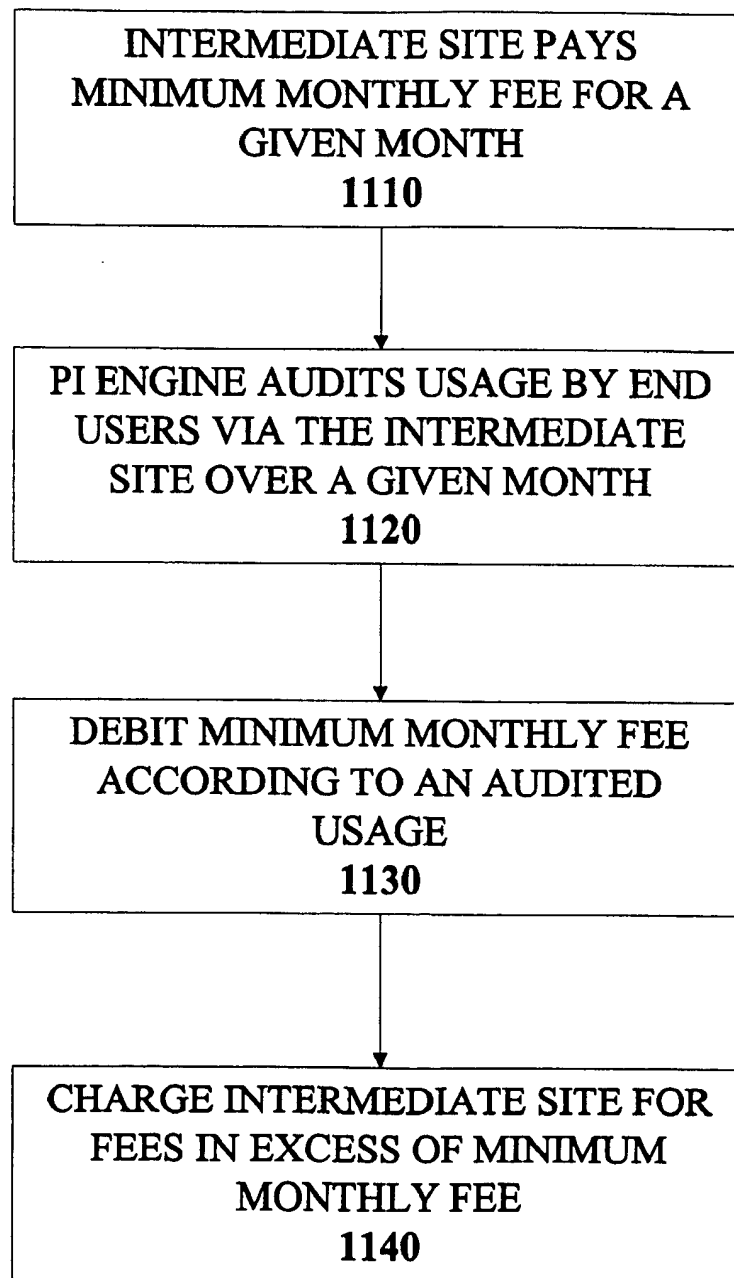 INTERMEDIATE SITE PAYS
MINIMUM MONTHLY FEE FOR A
GIVEN MONTH
1110
PI ENGINE AUDITS USAGE BY END
USERS VIA THE INTERMEDIATE
SITE OVER A GIVEN MONTH
1120
DEBIT MINIMUM MONTHLY FEE
ACCORDING TO AN AUDITED
USAGE
1130
CHARGE INTERMEDIATE SITE FOR
FEES IN EXCESS OF MINIMUM
MONTHLY FEE
1140